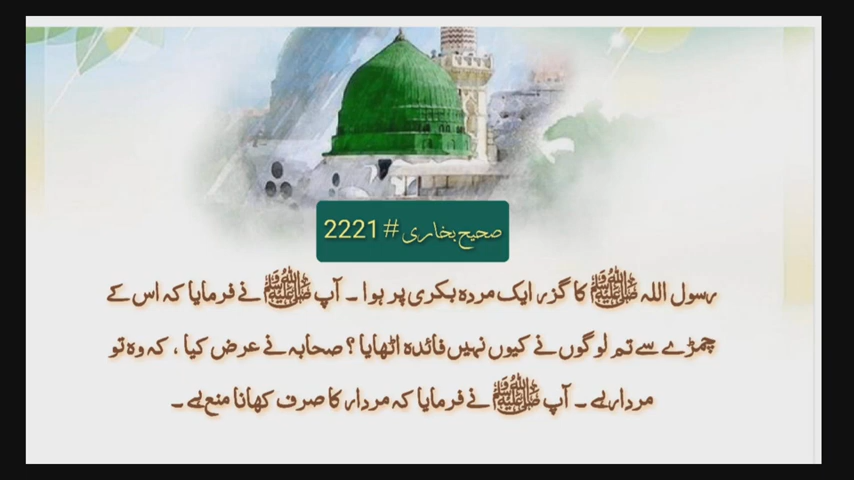 صحیح بخاری # 2221
رسول اللہ ﷺ کا گزر ایک مردہ بکری پر ہوا ۔ آپ ﷺ نے فرمایا کہ اس کے
چمڑے سے تم لوگوں نے کیوں نہیں فائدہ اٹھایا ؟ صحابہ نے عرض کیا ، کہ وہ تو
مردار ہے ۔ آپ ﷺ نے فرمایا کہ مردار کا صرف کھانا منع ہے ۔